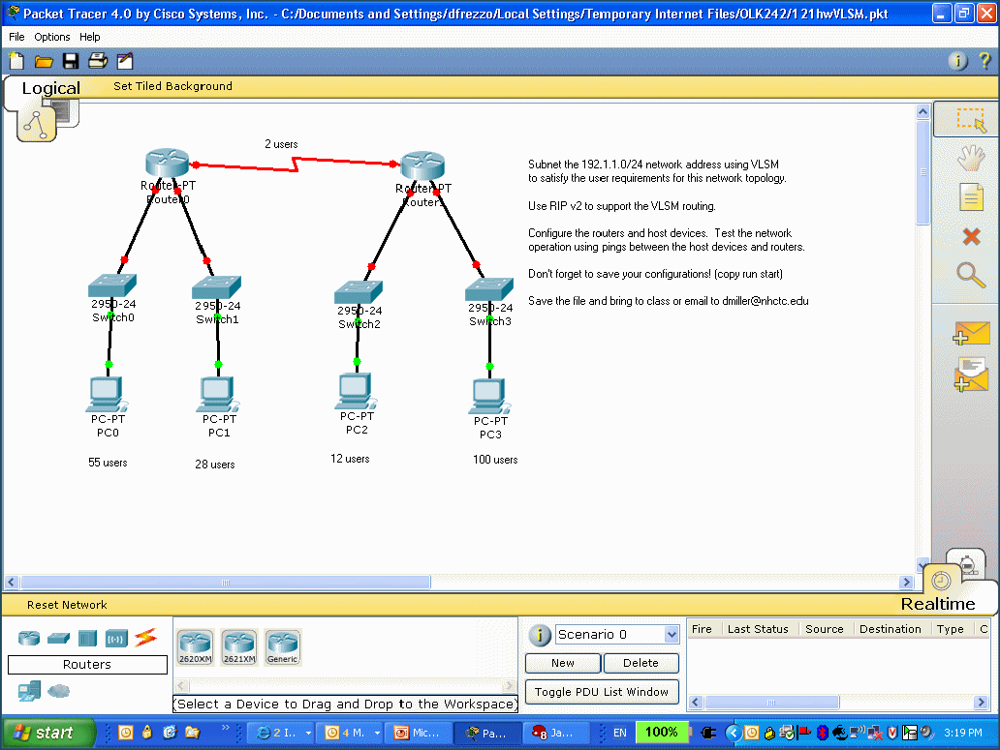 Packet Tracer 4.0 by Cisco Systems, Inc. - C:/Documents and Settings/dfrezzo/Local Settings/Temporary Internet Files/OLK242/121hwVLSM.pkt
File Options Help
Logical
Set Tiled Background
2 users
Router-PT
Router0
Router-PT
Router1
Subnet the 192.1.1.0/24 network address using VLSM
to satisfy the user requirements for this network topology.
Use RIP v2 to support the VLSM routing.
Configure the routers and host devices. Test the network
operation using pings between the host devices and routers.
Don't forget to save your configurations! (copy run start)
Save the file and bring to class or email to dmiller@nhctc.edu
2950-24
Switch0
2950-24
Switch1
2950-24
Switch2
2950-24
Switch3
PC-PT
PC0
PC-PT
PC1
PC-PT
PC2
PC-PT
PC3
55 users
28 users
12 users
100 users
Reset Network
Realtime
Routers
2620XM
2621XM
Generic
(Select a Device to Drag and Drop to the Workspace)
Scenario 0
New
Delete
Toggle PDU List Window
Fire Last Status Source Destination Type C
start
2 I..
4 M.
Mic...
Pa...
Ja...
EN
100%
3:19 PM